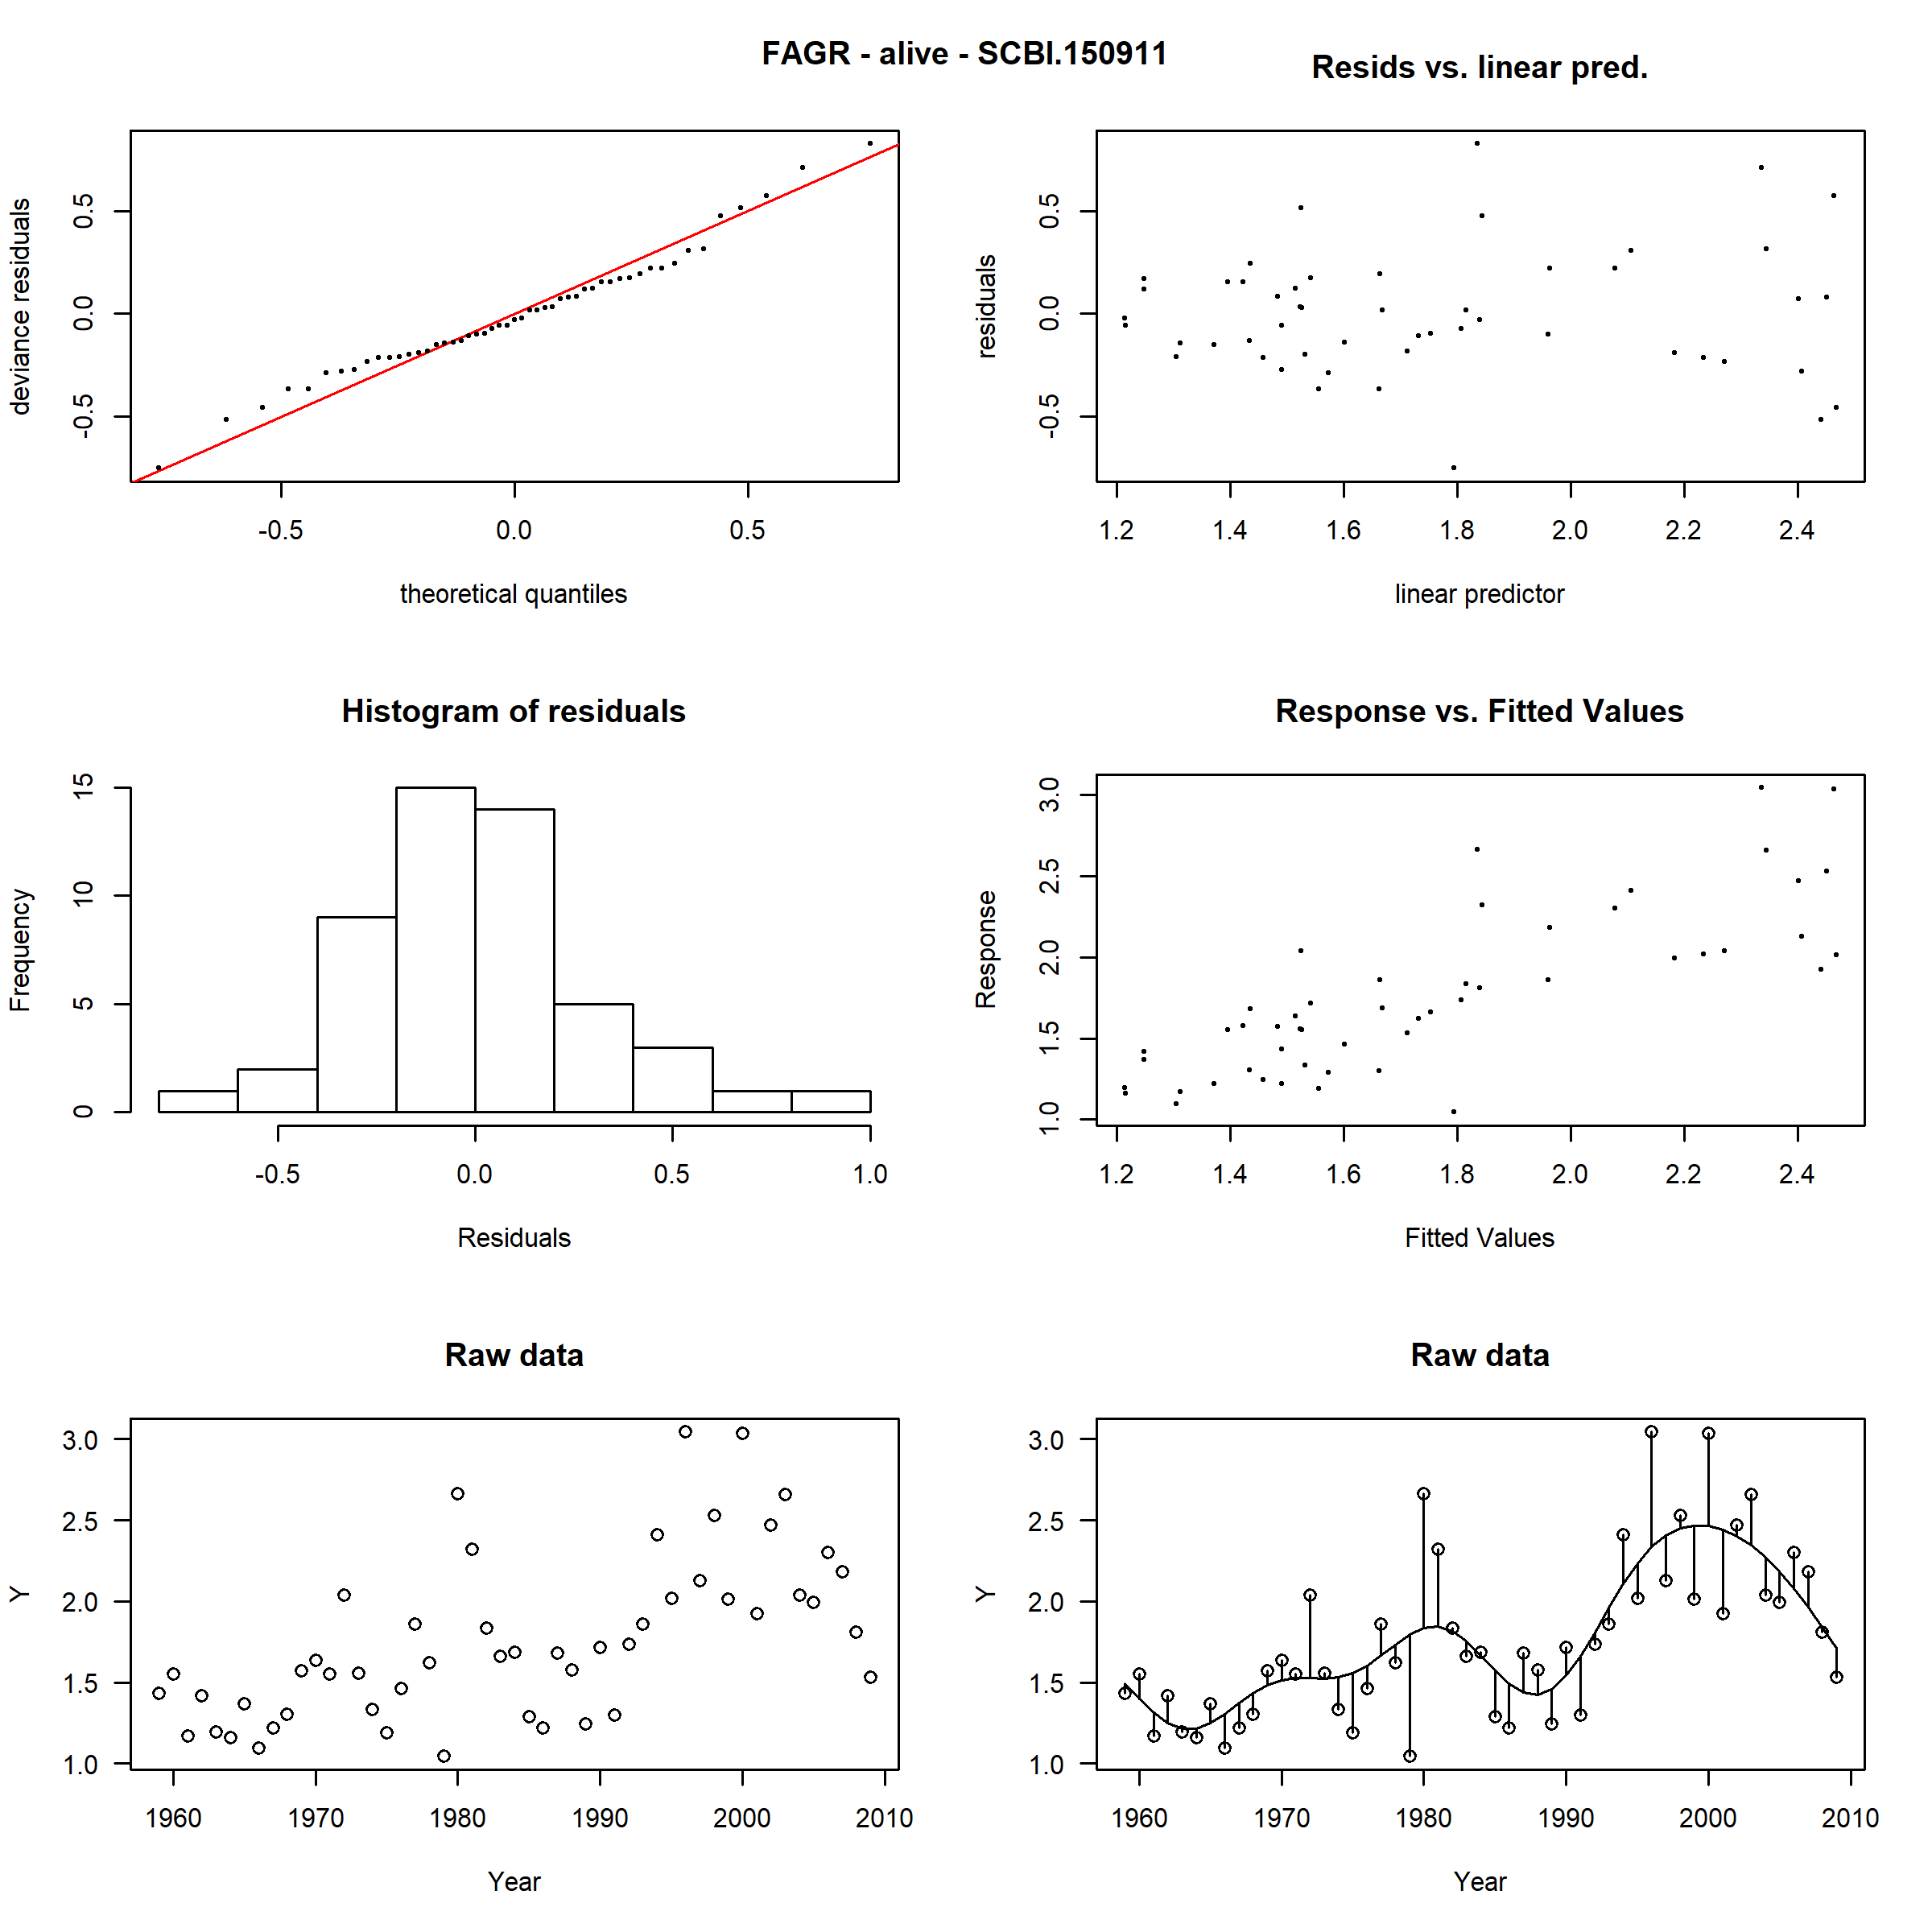 FAGR - alive - SCBI.150911
Resids vs. linear pred.
deviance residuals
0.5
0.0
-0.5
-0.5 0.0 0.5
theoretical quantiles
residuals
0.5
0.0
-0.5
1.2 1.4 1.6 1.8 2.0 2.2 2.4
linear predictor
Histogram of residuals
Frequency
15
10
5
0
-0.5 0.0 0.5 1.0
Residuals
Response vs. Fitted Values
Response
3.0
2.5
2.0
1.5
1.0
1.2 1.4 1.6 1.8 2.0 2.2 2.4
Fitted Values
Raw data
Y
3.0
2.5
2.0
1.5
1.0
1960 1970 1980 1990 2000 2010
Year
Raw data
Y
3.0
2.5
2.0
1.5
1.0
1960 1970 1980 1990 2000 2010
Year